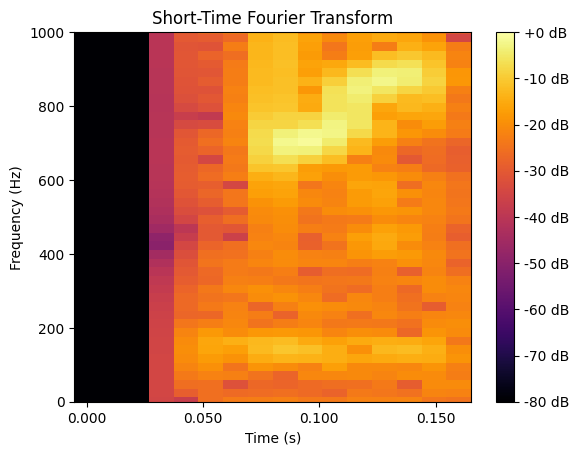 Short-Time Fourier Transform
1000
800
600
400
200
0
Frequency (Hz)
0.000
0.050
0.100
0.150
Time (s)
+0 dB
-10 dB
-20 dB
-30 dB
-40 dB
-50 dB
-60 dB
-70 dB
-80 dB